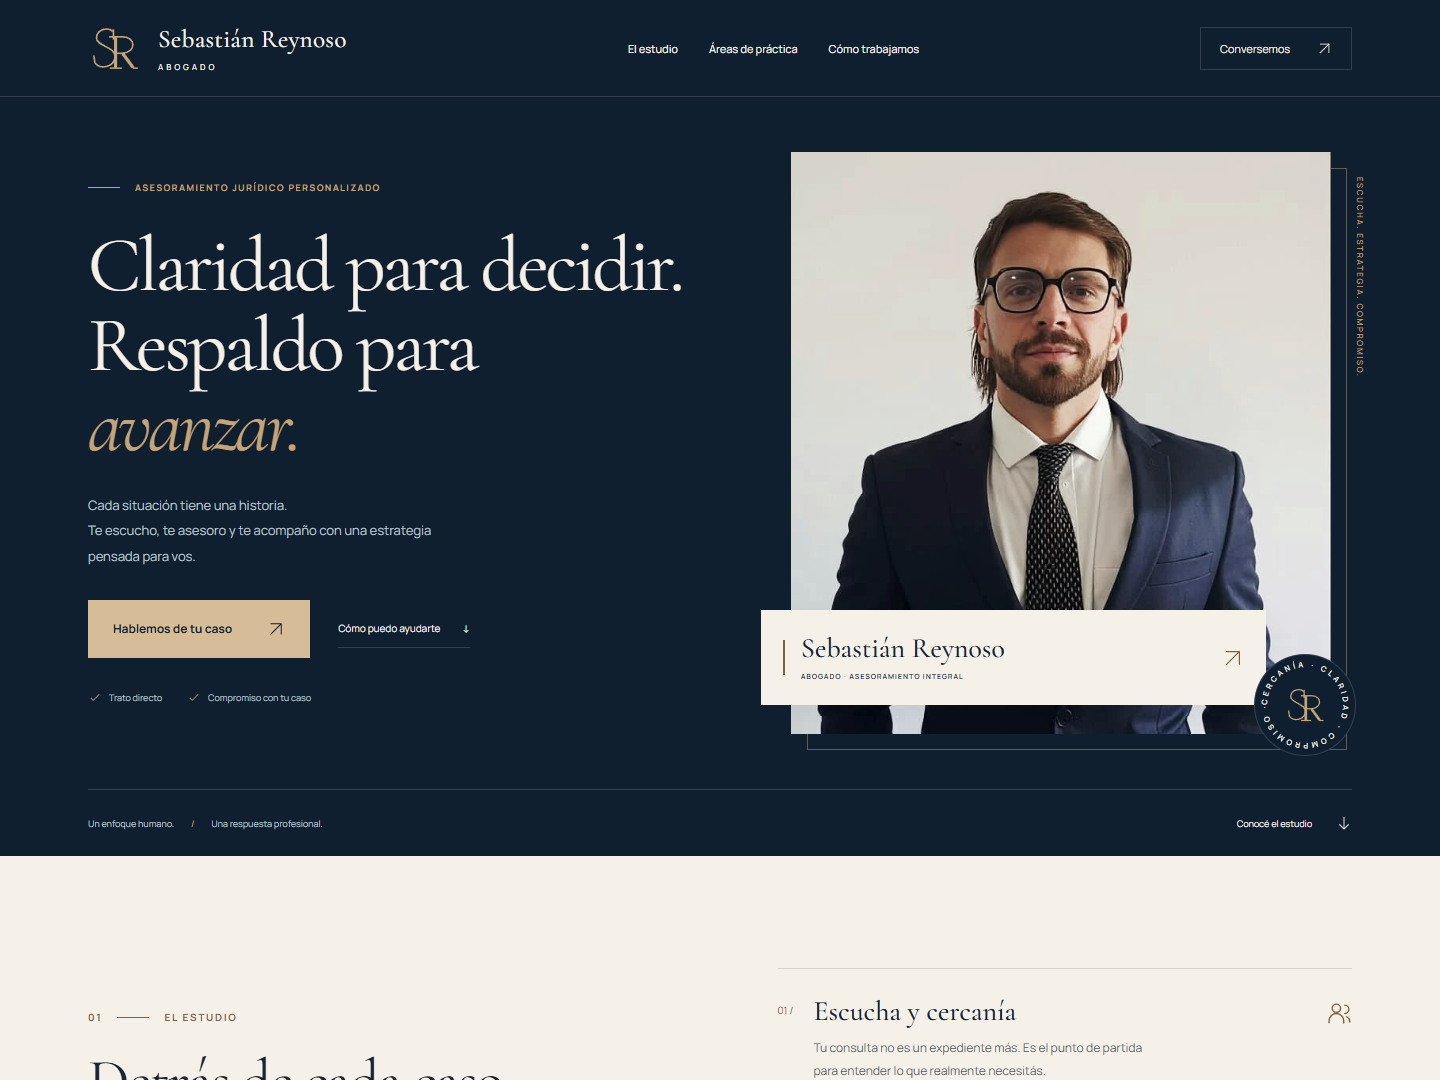 SR
Sebastián Reynoso
ABOGADO
El estudio
Áreas de práctica
Cómo trabajamos
Conversemos
ASESORAMIENTO JURÍDICO PERSONALIZADO
Claridad para decidir.
Respaldo para
avanzar.
Cada situación tiene una historia.
Te escucho, te asesoro y te acompaño con una estrategia
pensada para vos.
Hablemos de tu caso
Cómo puedo ayudarte
Trato directo
Compromiso con tu caso
ESCUCHA. ESTRATEGIA. COMPROMISO.
Sebastián Reynoso
ABOGADO · ASESORAMIENTO INTEGRAL
CERCANÍA · CLARIDAD · COMPROMISO ·
SR
Un enfoque humano. / Una respuesta profesional.
Conocé el estudio
01 EL ESTUDIO
Detrás de cada caso
01 /
Escucha y cercanía
Tu consulta no es un expediente más. Es el punto de partida
para entender lo que realmente necesitás.